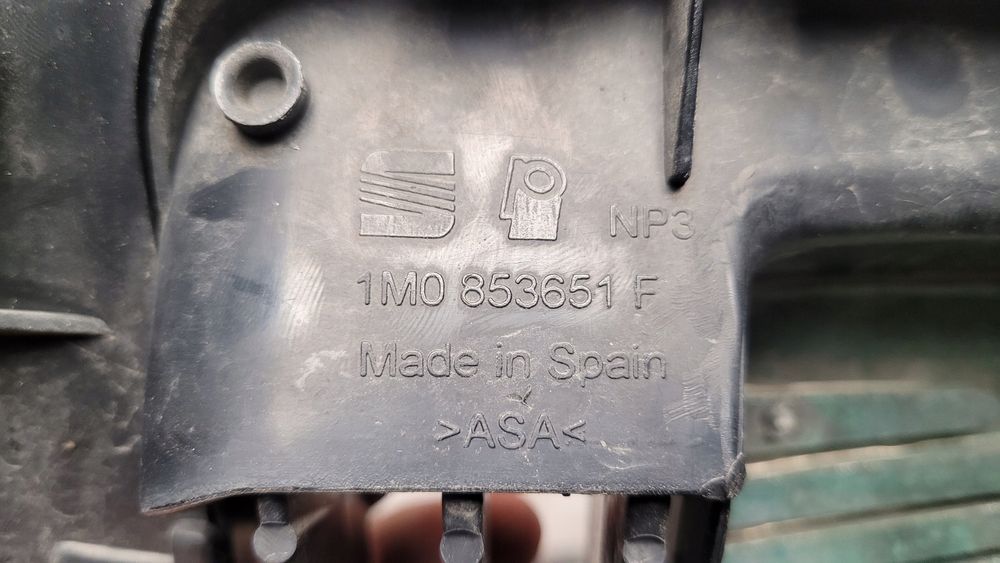 NP3
1M0 853651 F
Made in Spain
>ASA<